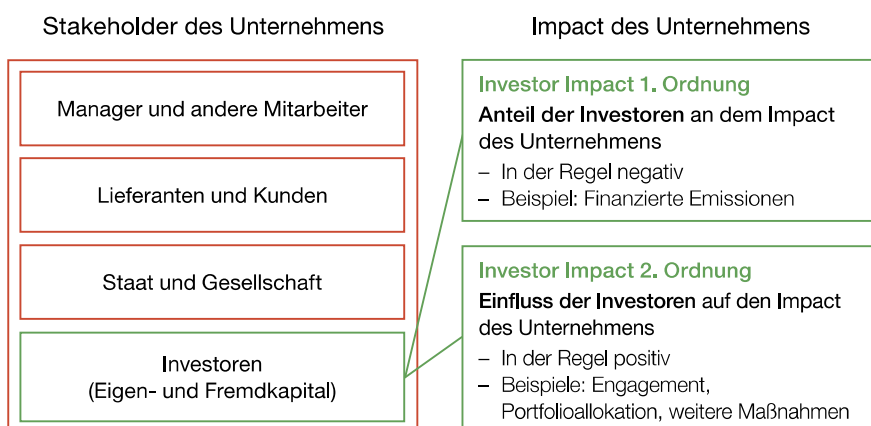 Stakeholder des Unternehmens
Manager und andere Mitarbeiter
Lieferanten und Kunden
Staat und Gesellschaft
Investoren
(Eigen- und Fremdkapital)
Impact des Unternehmens
Investor Impact 1. Ordnung
Anteil der Investoren an dem Impact
des Unternehmens
– In der Regel negativ
– Beispiel: Finanzierte Emissionen
Investor Impact 2. Ordnung
Einfluss der Investoren auf den Impact
des Unternehmens
– In der Regel positiv
– Beispiele: Engagement,
Portfolioallokation, weitere Maßnahmen